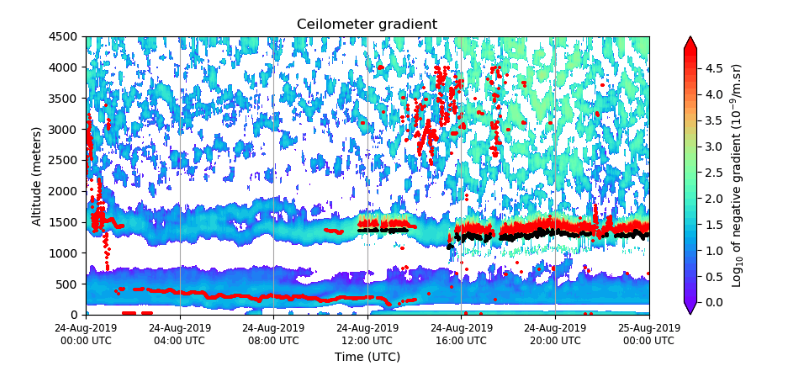 Ceilometer gradient
4500
4000
3500
3000
2500
2000
1500
1000
500
0
Altitude (meters)
24-Aug-2019
00:00 UTC
24-Aug-2019
04:00 UTC
24-Aug-2019
08:00 UTC
24-Aug-2019
12:00 UTC
24-Aug-2019
16:00 UTC
24-Aug-2019
20:00 UTC
25-Aug-2019
00:00 UTC
Time (UTC)
4.5
4.0
3.5
3.0
2.5
2.0
1.5
1.0
0.5
0.0
Log₁₀ of negative gradient (10⁻⁹/m.sr)